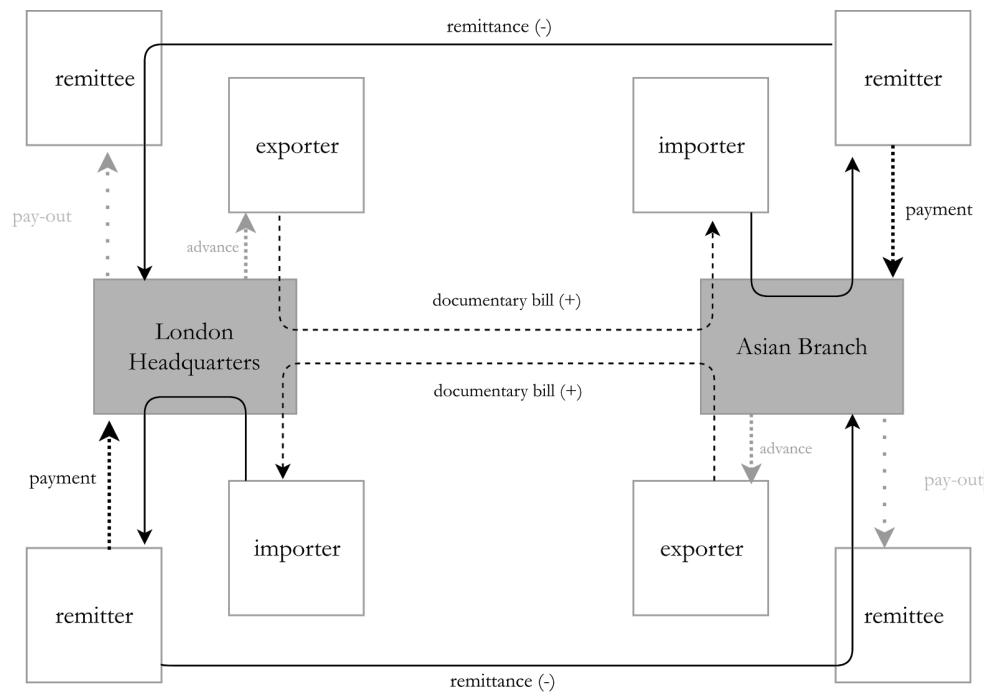 remittance (-)
remittee
remitter
exporter
importer
pay-out
payment
advance
documentary bill (+)
London
Headquarters
Asian Branch
documentary bill (+)
advance
payment
pay-out
importer
exporter
remitter
remittee
remittance (-)